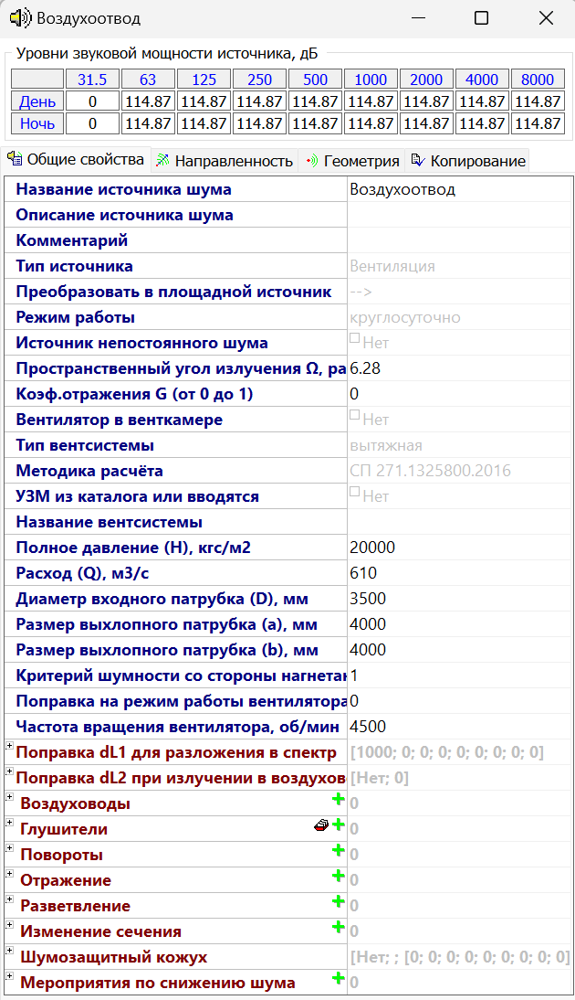 Воздухоотвод
Уровни звуковой мощности источника, дБ
31.5 63 125 250 500 1000 2000 4000 8000
День 0 114.87 114.87 114.87 114.87 114.87 114.87 114.87 114.87
Ночь 0 114.87 114.87 114.87 114.87 114.87 114.87 114.87 114.87
Общие свойства Направленность Геометрия Копирование
Название источника шума Воздухоотвод
Описание источника шума
Комментарий
Тип источника Вентиляция
Преобразовать в площадной источник -->
Режим работы круглосуточно
Источник непостоянного шума Нет
Пространственный угол излучения Ω, ра 6.28
Коэф.отражения G (от 0 до 1) 0
Вентилятор в венткамере Нет
Тип вентсистемы вытяжная
Методика расчёта СП 271.1325800.2016
УЗМ из каталога или вводятся Нет
Название вентсистемы
Полное давление (H), кгс/м2 20000
Расход (Q), м3/с 610
Диаметр входного патрубка (D), мм 3500
Размер выхлопного патрубка (a), мм 4000
Размер выхлопного патрубка (b), мм 4000
Критерий шумности со стороны нагнетан 1
Поправка на режим работы вентилятора 0
Частота вращения вентилятора, об/мин 4500
Поправка dL1 для разложения в спектр [1000; 0; 0; 0; 0; 0; 0; 0; 0]
Поправка dL2 при излучении в воздухов [Нет; 0]
Воздуховоды 0
Глушители 0
Повороты 0
Отражение 0
Разветвление 0
Изменение сечения 0
Шумозащитный кожух [Нет; ; [0; 0; 0; 0; 0; 0; 0; 0; 0]
Мероприятия по снижению шума 0